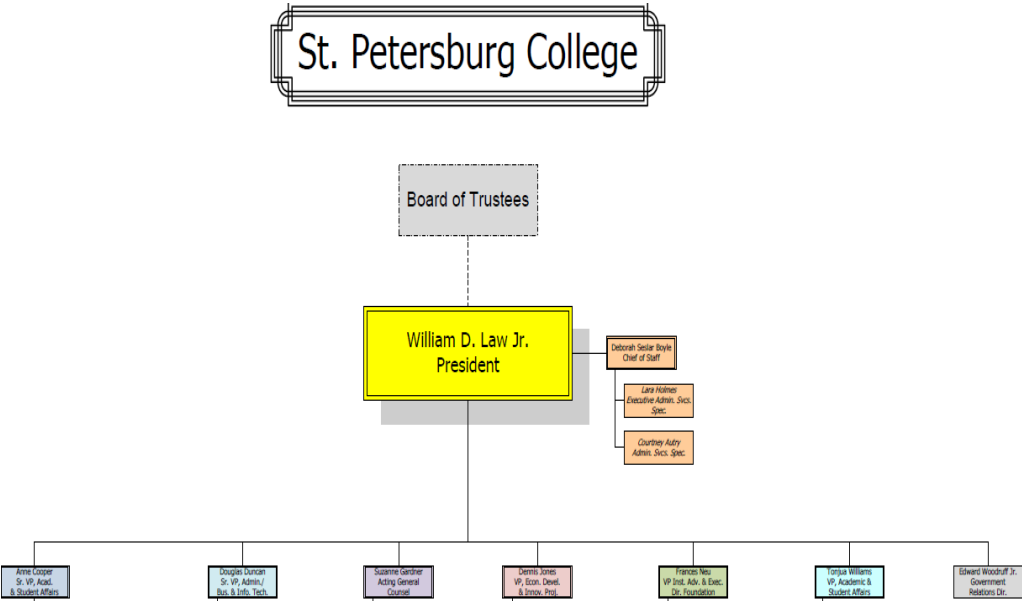 St. Petersburg College
Board of Trustees
William D. Law Jr.
President
Deborah Seslar Boyle
Chief of Staff
Lara Holmes
Executive Admin. Svcs.
Spec.
Courtney Autry
Admin. Svcs. Spec.
Anne Cooper
Sr. VP, Acad.
& Student Affairs
Douglas Duncan
Sr. VP, Admin./
Bus. & Info. Tech.
Suzanne Gardner
Acting General
Counsel
Dennis Jones
VP, Econ. Devel.
& Innov. Proj.
Frances Neu
VP Inst. Adv. & Exec.
Dir. Foundation
Tonjua Williams
VP, Academic &
Student Affairs
Edward Woodruff Jr.
Government
Relations Dir.